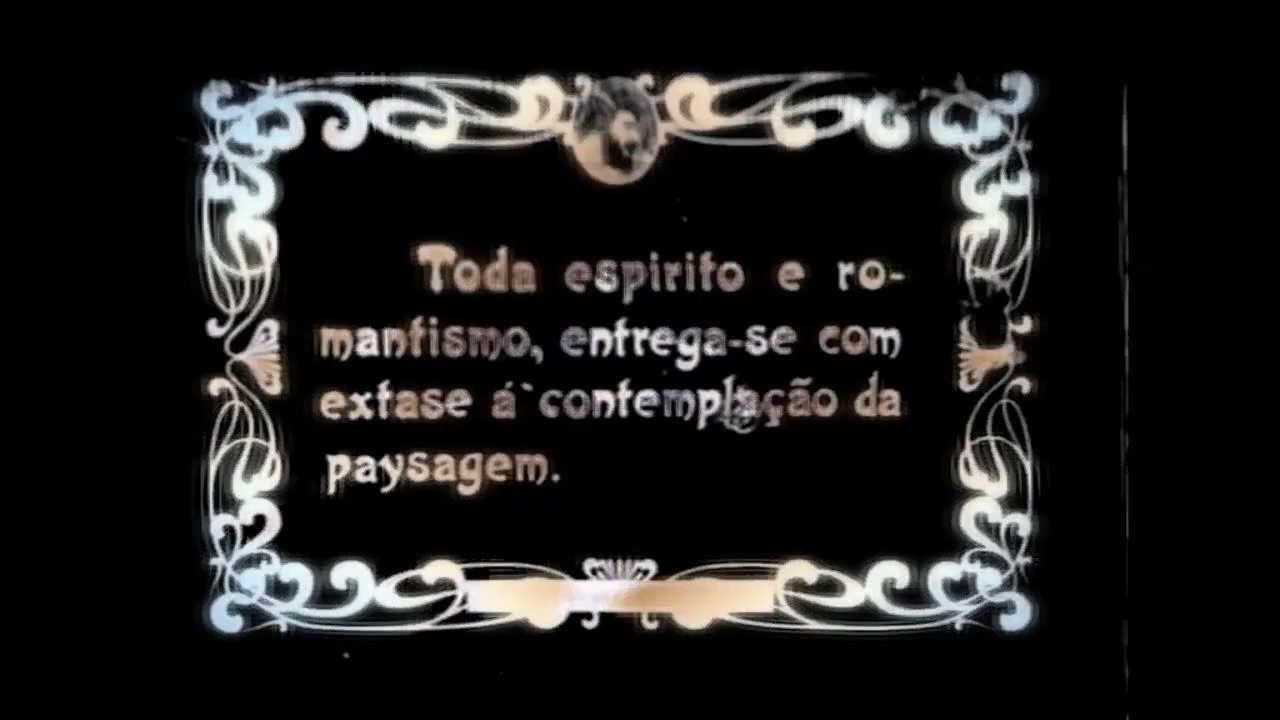 Toda espirito e ro-
mantismo, entrega-se com
extase á contemplação da
paysagem.